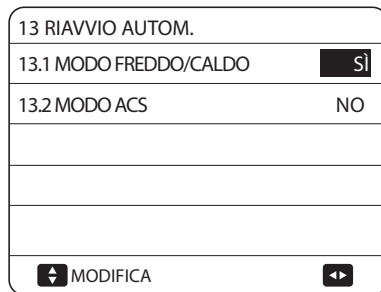 13 RIAVVIO AUTOM.
13.1 MODO FREDDO/CALDO SÌ
13.2 MODO ACS NO
MODIFICA